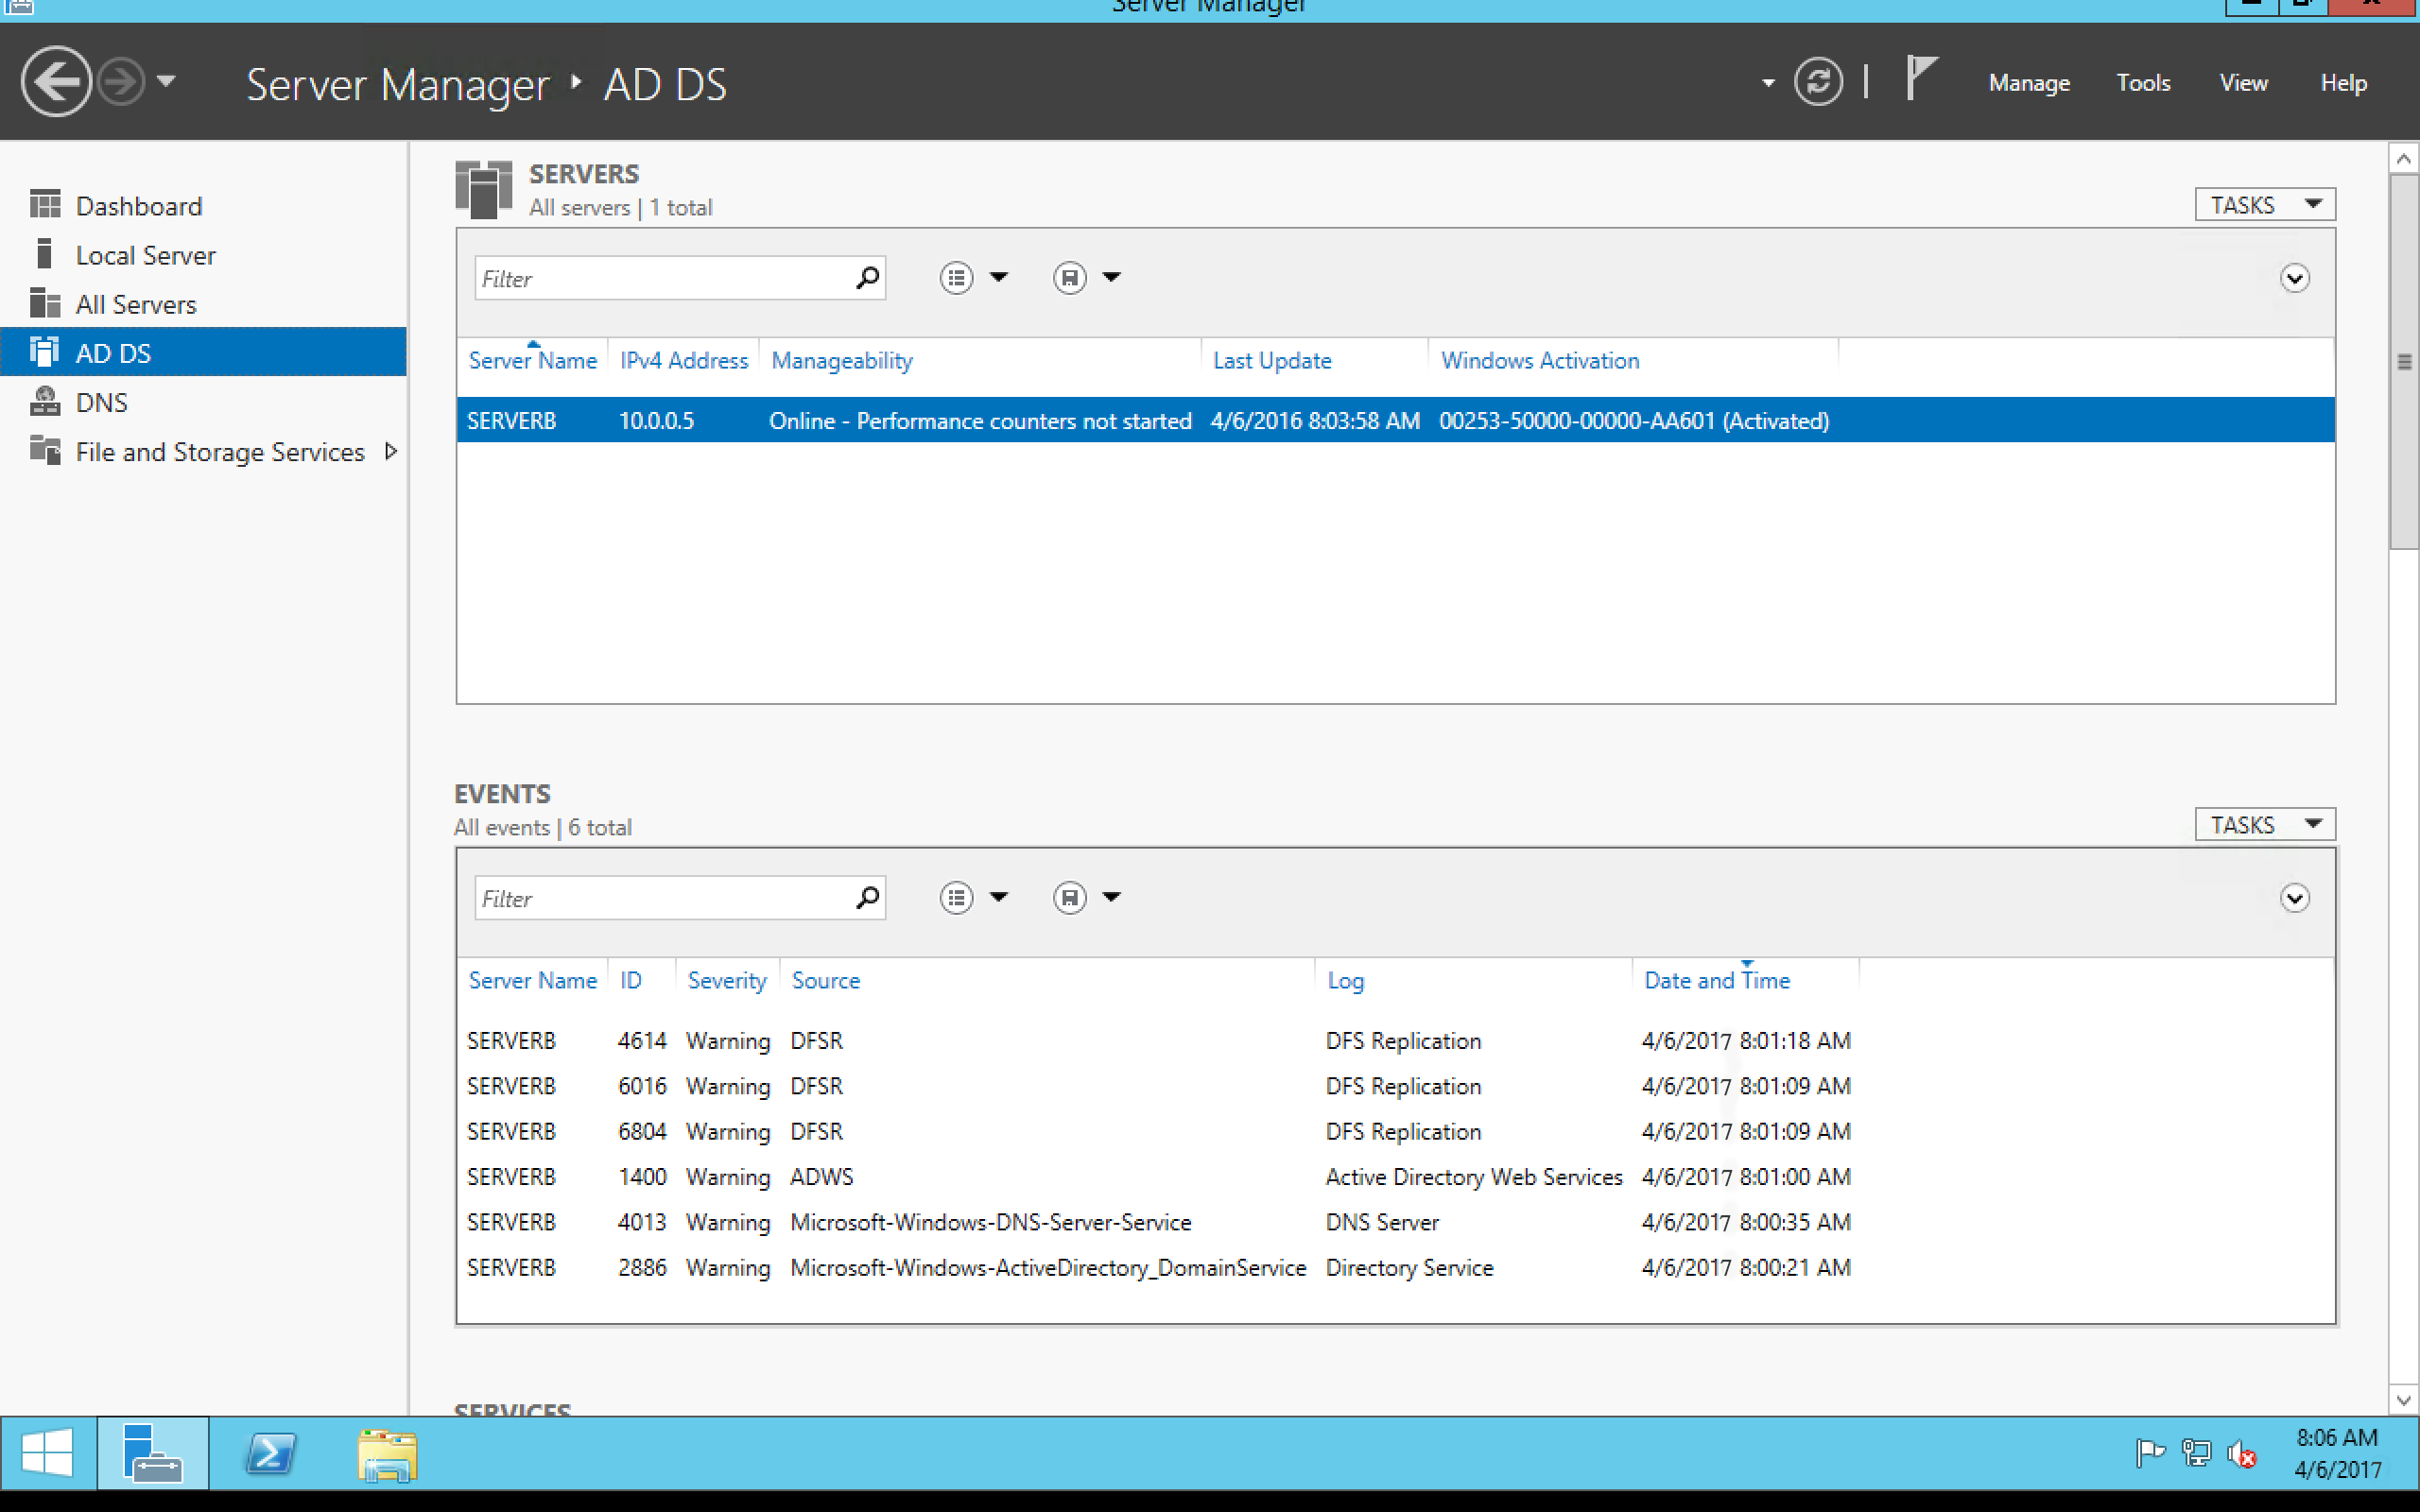 Server Manager
Server Manager ‣ AD DS
Manage Tools View Help
Dashboard
Local Server
All Servers
AD DS
DNS
File and Storage Services
SERVERS
All servers | 1 total
TASKS
Filter
Server Name IPv4 Address Manageability Last Update Windows Activation
SERVERB 10.0.0.5 Online - Performance counters not started 4/6/2016 8:03:58 AM 00253-50000-00000-AA601 (Activated)
EVENTS
All events | 6 total
TASKS
Filter
Server Name ID Severity Source Log Date and Time
SERVERB 4614 Warning DFSR DFS Replication 4/6/2017 8:01:18 AM
SERVERB 6016 Warning DFSR DFS Replication 4/6/2017 8:01:09 AM
SERVERB 6804 Warning DFSR DFS Replication 4/6/2017 8:01:09 AM
SERVERB 1400 Warning ADWS Active Directory Web Services 4/6/2017 8:01:00 AM
SERVERB 4013 Warning Microsoft-Windows-DNS-Server-Service DNS Server 4/6/2017 8:00:35 AM
SERVERB 2886 Warning Microsoft-Windows-ActiveDirectory_DomainService Directory Service 4/6/2017 8:00:21 AM
SERVICES
8:06 AM
4/6/2017